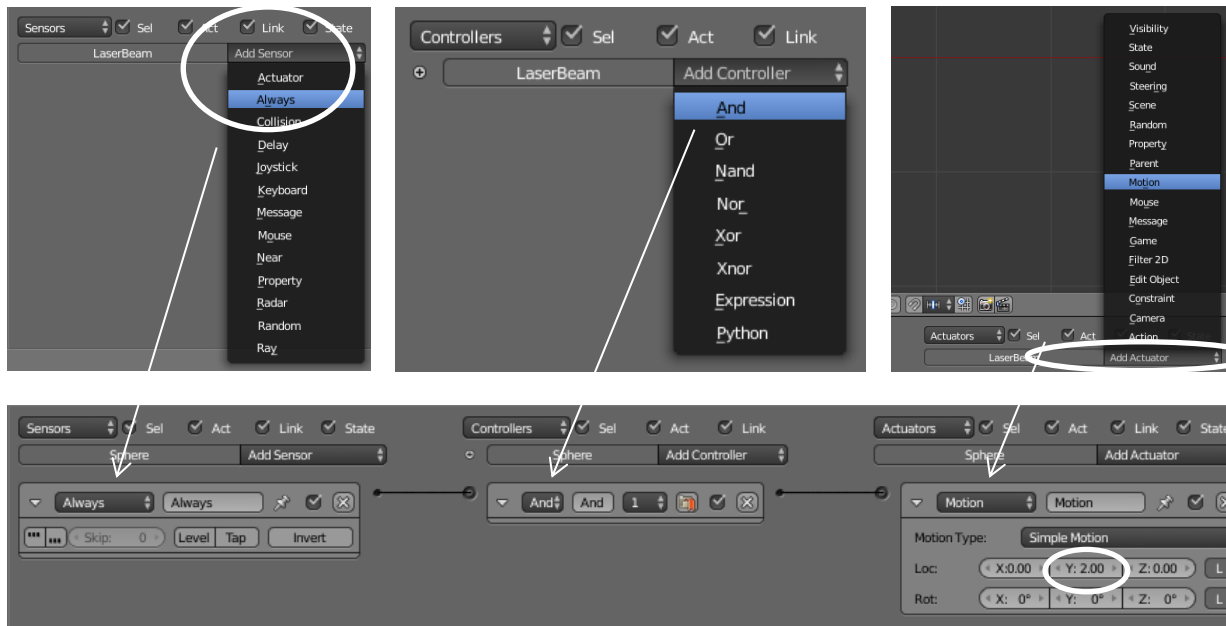 Sensors Sel Act Link State
LaserBeam Add Sensor
Actuator
Always
Collision
Delay
Joystick
Keyboard
Message
Mouse
Near
Property
Radar
Random
Ray
Controllers Sel Act Link
LaserBeam Add Controller
And
Or
Nand
Nor
Xor
Xnor
Expression
Python
Visibility
State
Sound
Steering
Scene
Random
Property
Parent
Motion
Mouse
Message
Game
Filter 2D
Edit Object
Constraint
Camera
Action
Actuators Sel Act
LaserBeam Add Actuator
Sensors Sel Act Link State
Sphere Add Sensor
Always Always
Skip: 0 Level Tap Invert
Controllers Sel Act Link
Sphere Add Controller
And And 1
Actuators Sel Act Link State
Sphere Add Actuator
Motion Motion
Motion Type: Simple Motion
Loc: X:0.00 Y: 2.00 Z: 0.00 L
Rot: X: 0° Y: 0° Z: 0° L